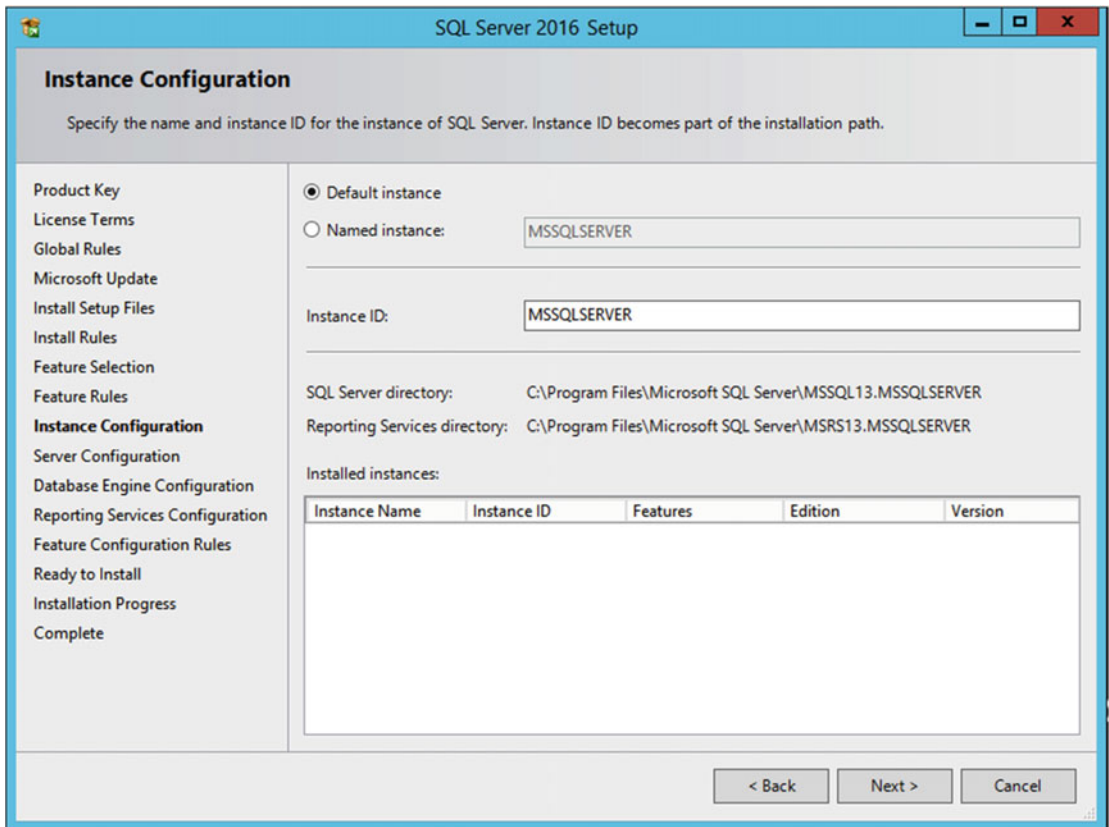 SQL Server 2016 Setup
Instance Configuration
Specify the name and instance ID for the instance of SQL Server. Instance ID becomes part of the installation path.
Product Key
License Terms
Global Rules
Microsoft Update
Install Setup Files
Install Rules
Feature Selection
Feature Rules
Instance Configuration
Server Configuration
Database Engine Configuration
Reporting Services Configuration
Feature Configuration Rules
Ready to Install
Installation Progress
Complete
Default instance
Named instance: MSSQLSERVER
Instance ID: MSSQLSERVER
SQL Server directory: C:\Program Files\Microsoft SQL Server\MSSQL13.MSSQLSERVER
Reporting Services directory: C:\Program Files\Microsoft SQL Server\MSRS13.MSSQLSERVER
Installed instances:
Instance Name Instance ID Features Edition Version
< Back Next > Cancel